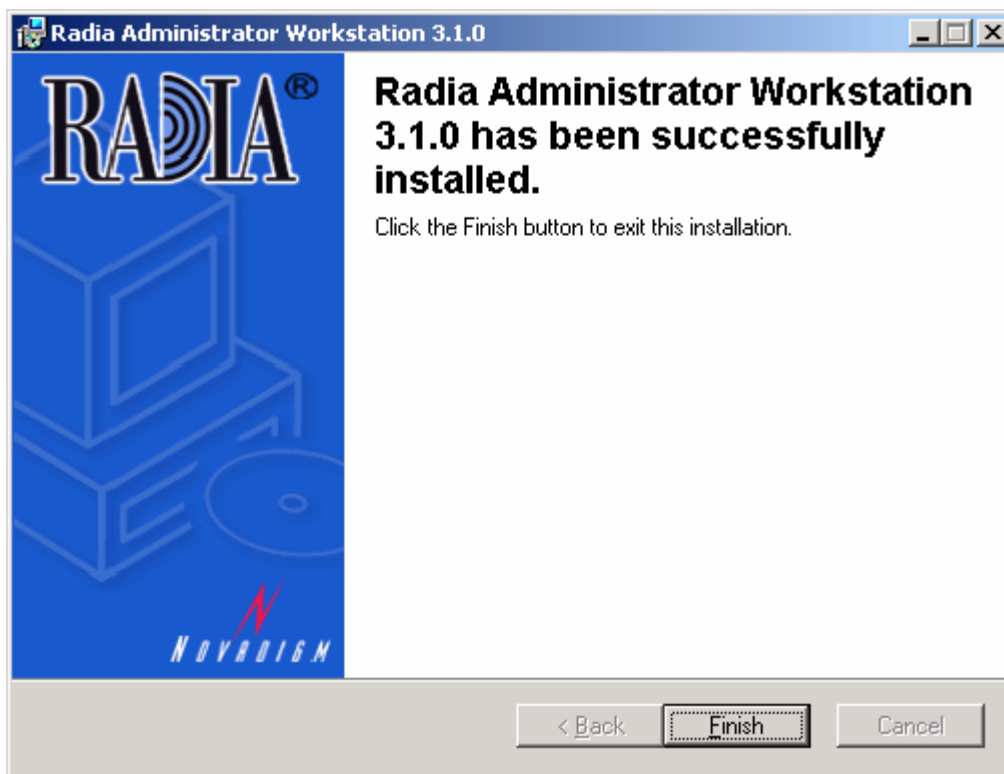 Radia Administrator Workstation 3.1.0
RADIA®
Radia Administrator Workstation
3.1.0 has been successfully
installed.
Click the Finish button to exit this installation.
NOVADIGM
< Back
Finish
Cancel